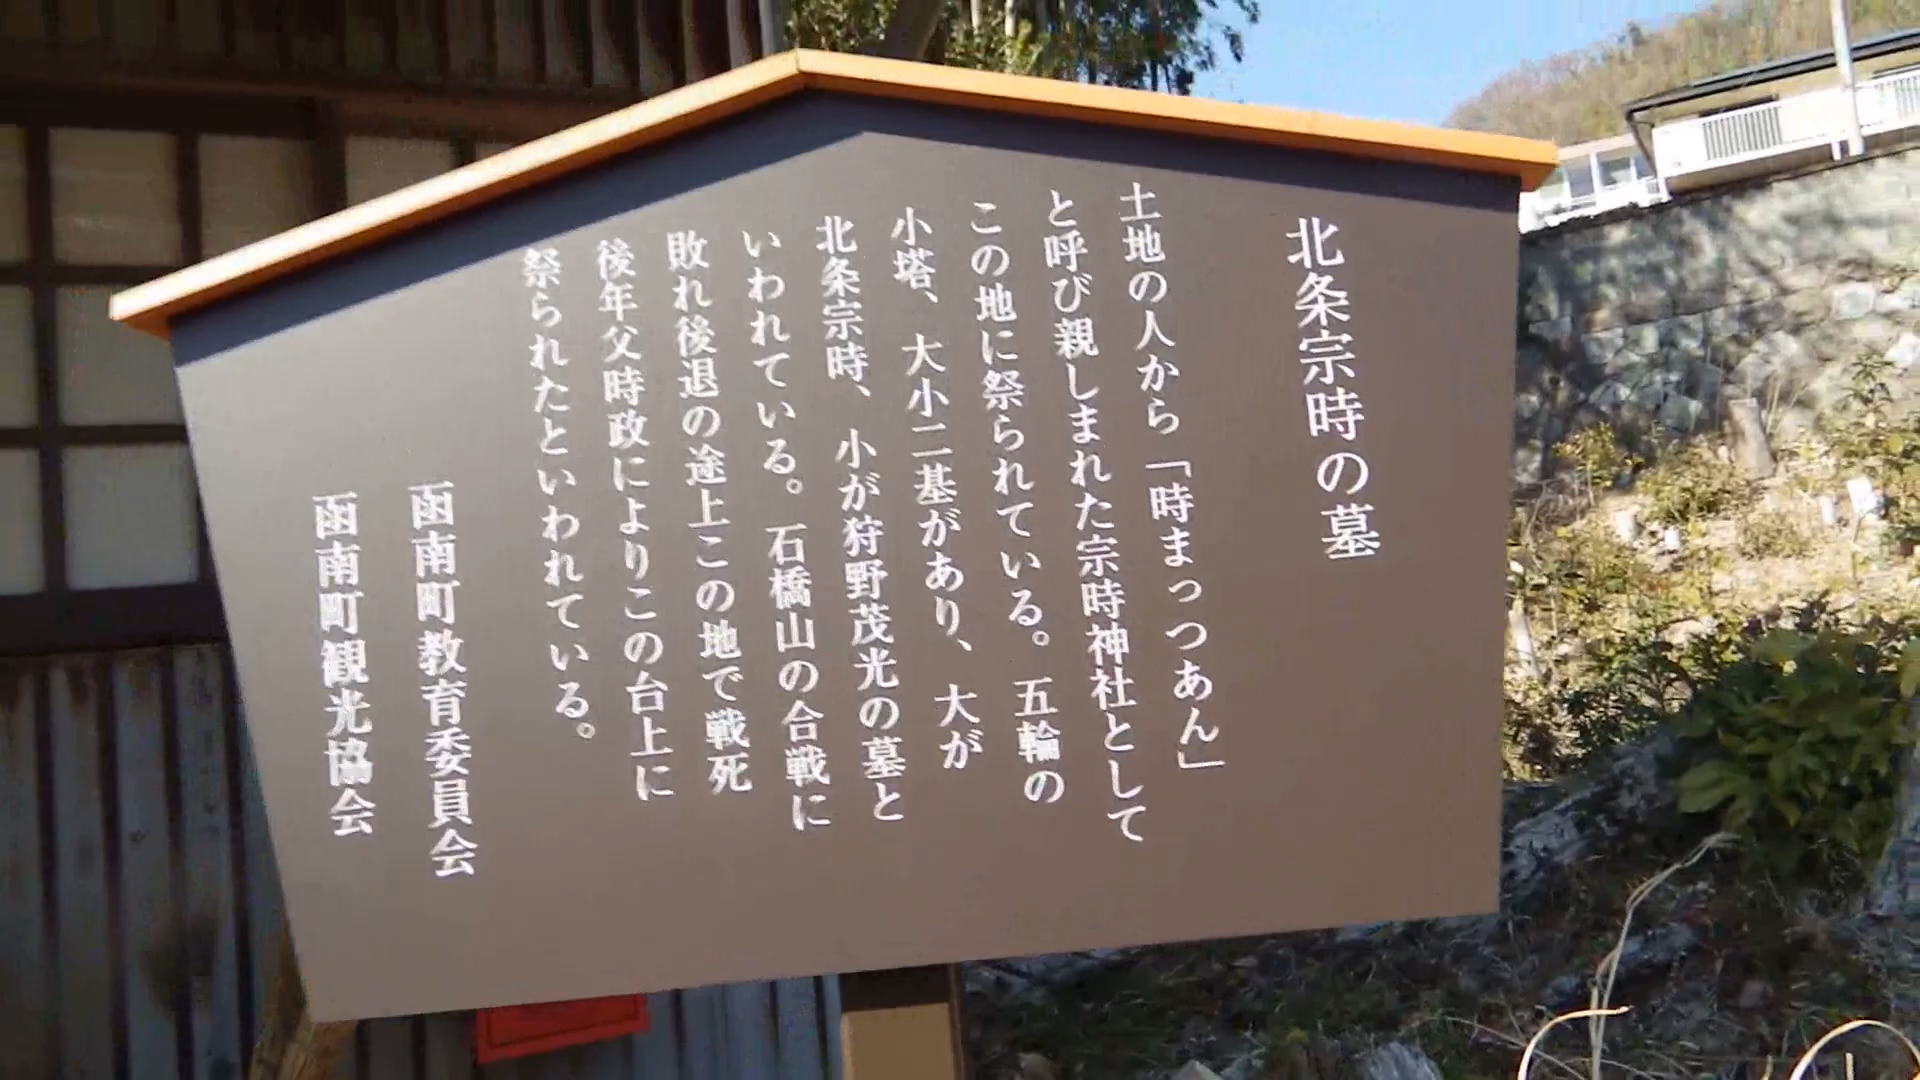 北条宗時の墓
土地の人から「時まっつあん」
と呼び親しまれた宗時神社として
この地に祭られている。五輪の
小塔、大小二基があり、大が
北条宗時、小が狩野茂光の墓と
いわれている。石橋山の合戦に
敗れ後退の途上この地で戦死
後年父時政によりこの台上に
祭られたといわれている。
函南町教育委員会
函南町観光協会